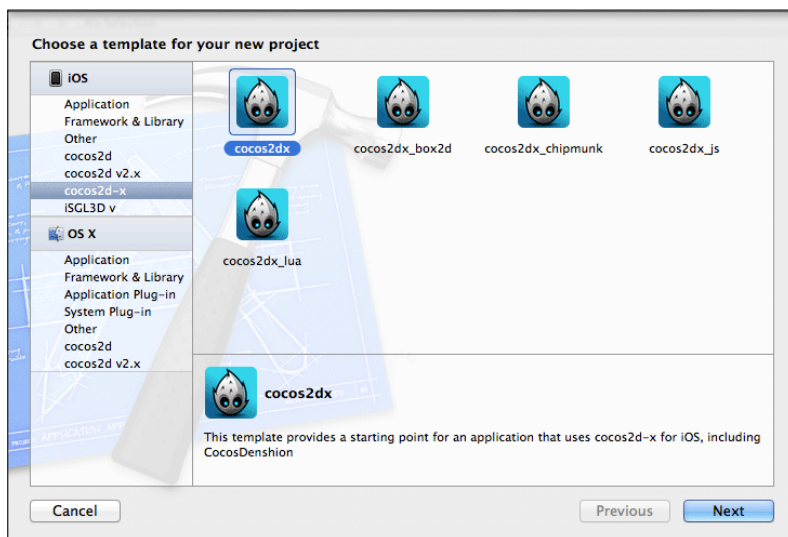 Choose a template for your new project
iOS
Application
Framework & Library
Other
cocos2d
cocos2d v2.x
cocos2d-x
iSGL3D v
OS X
Application
Framework & Library
Application Plug-in
System Plug-in
Other
cocos2d
cocos2d v2.x
cocos2dx
cocos2dx_box2d
cocos2dx_chipmunk
cocos2dx_js
cocos2dx_lua
cocos2dx
This template provides a starting point for an application that uses cocos2d-x for iOS, including
CocosDenshion
Cancel
Previous
Next